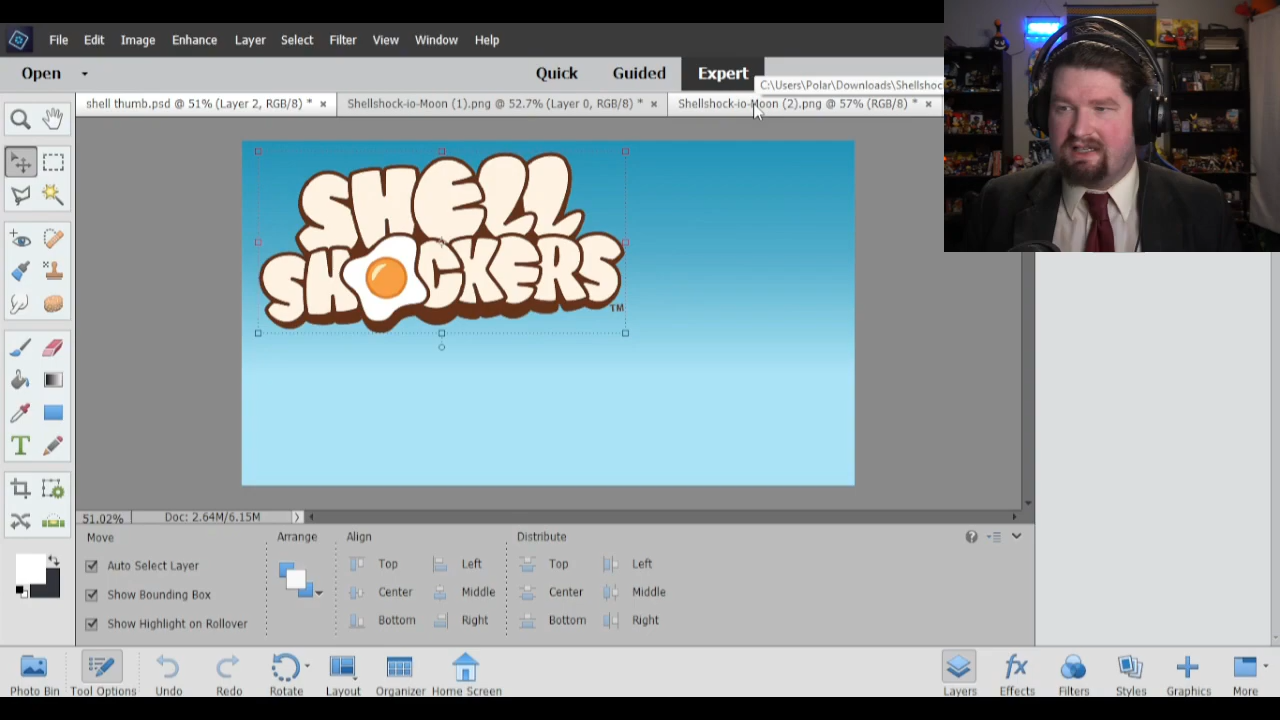 File Edit Image Enhance Layer Select Filter View Window Help
Open Quick Guided Expert
C:\Users\Polar\Downloads\Shellshoc
shell thumb.psd @ 51% (Layer 2, RGB/8) * × Shellshock-io-Moon (1).png @ 52.7% (Layer 0, RGB/8) * × Shellshock-io-Moon (2).png @ 57% (RGB/8) * ×
SHELL
SHOCKERS
TM
51.02% Doc: 2.64M/6.15M
Move Arrange Align Distribute
Auto Select Layer Top Left Top Left
Show Bounding Box Center Middle Center Middle
Show Highlight on Rollover Bottom Right Bottom Right
Photo Bin Tool Options Undo Redo Rotate Layout Organizer Home Screen Layers Effects Filters Styles Graphics More